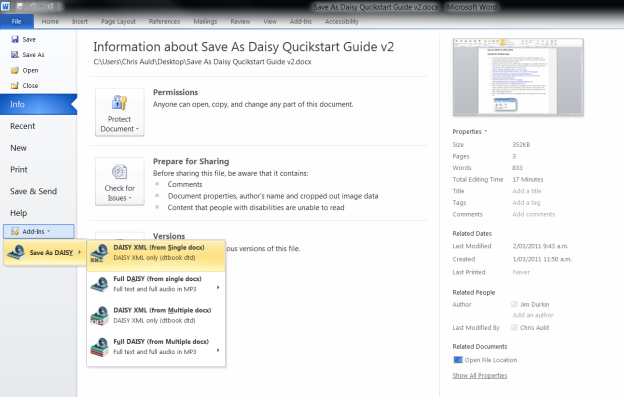 Save As Daisy Qucikstart Guide v2.docx - Microsoft Word
File Home Insert Page Layout References Mailings Review View Add-Ins Accessibility
Save
Save As
Open
Close
Info
Recent
New
Print
Save & Send
Help
Add-Ins
Save As DAISY
Information about Save As Daisy Qucikstart Guide v2
C:\Users\Chris Auld\Desktop\Save As Daisy Qucikstart Guide v2.docx
Protect
Document
Permissions
Anyone can open, copy, and change any part of this document.
Check for
Issues
Prepare for Sharing
Before sharing this file, be aware that it contains:
Comments
Document properties, author's name and cropped out image data
Content that people with disabilities are unable to read
Versions
ous versions of this file.
DAISY XML (from Single docx)
DAISY XML only (dtbook dtd)
Full DAISY (from single docx)
Full text and full audio in MP3
DAISY XML (from Multiple docx)
DAISY XML only (dtbook dtd)
Full DAISY (from Multiple docx)
Full text and full audio in MP3
Properties
Size 352KB
Pages 3
Words 833
Total Editing Time 17 Minutes
Title Add a title
Tags Add a tag
Comments Add comments
Related Dates
Last Modified 2/01/2011 9:43 a.m.
Created 1/01/2011 11:50 a.m.
Last Printed Never
Related People
Author Jim Durkin
Add an author
Last Modified By Chris Auld
Related Documents
Open File Location
Show All Properties